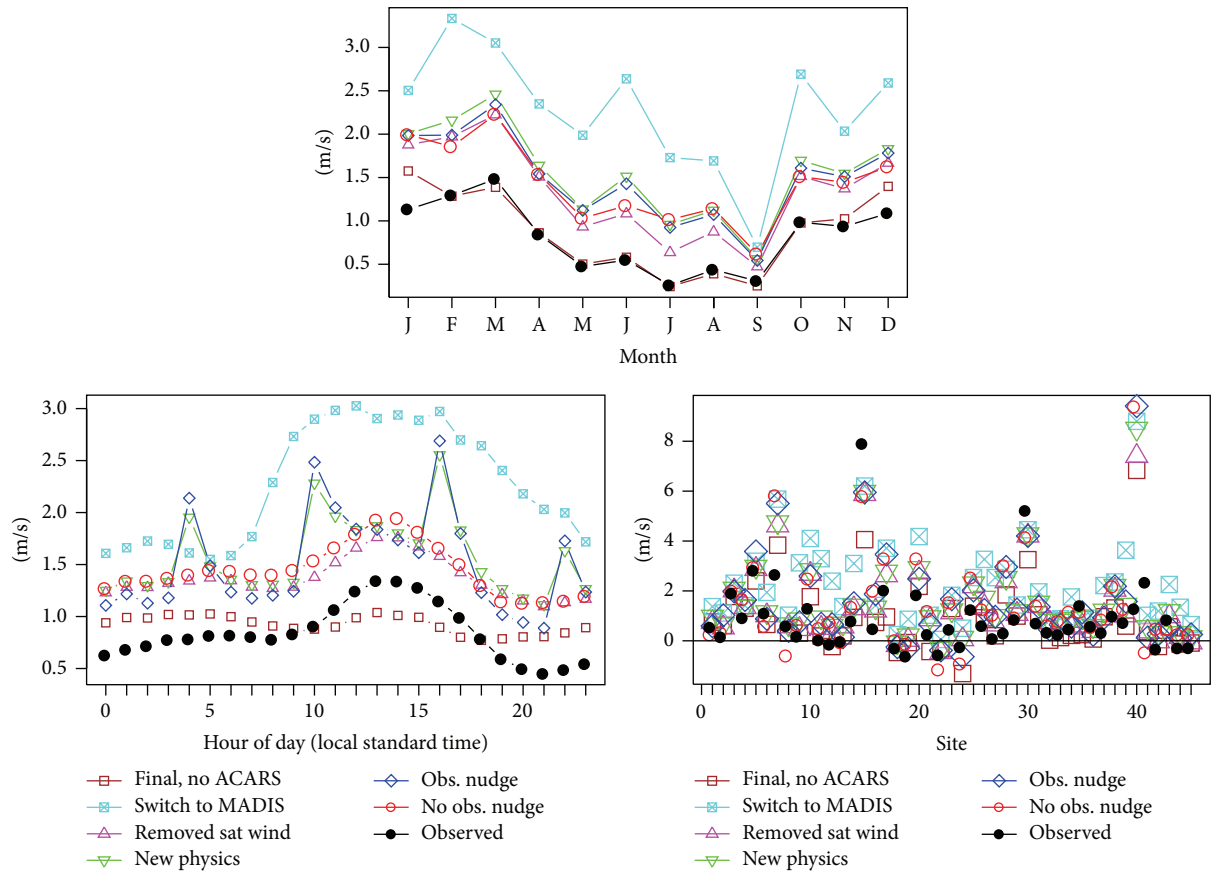 (m/s)
3.0
2.5
2.0
1.5
1.0
0.5
J F M A M J J A S O N D
Month
(m/s)
3.0
2.5
2.0
1.5
1.0
0.5
0 5 10 15 20
Hour of day (local standard time)
Final, no ACARS
Switch to MADIS
Removed sat wind
New physics
Obs. nudge
No obs. nudge
Observed
(m/s)
8
6
4
2
0
0 10 20 30 40
Site
Final, no ACARS
Switch to MADIS
Removed sat wind
New physics
Obs. nudge
No obs. nudge
Observed